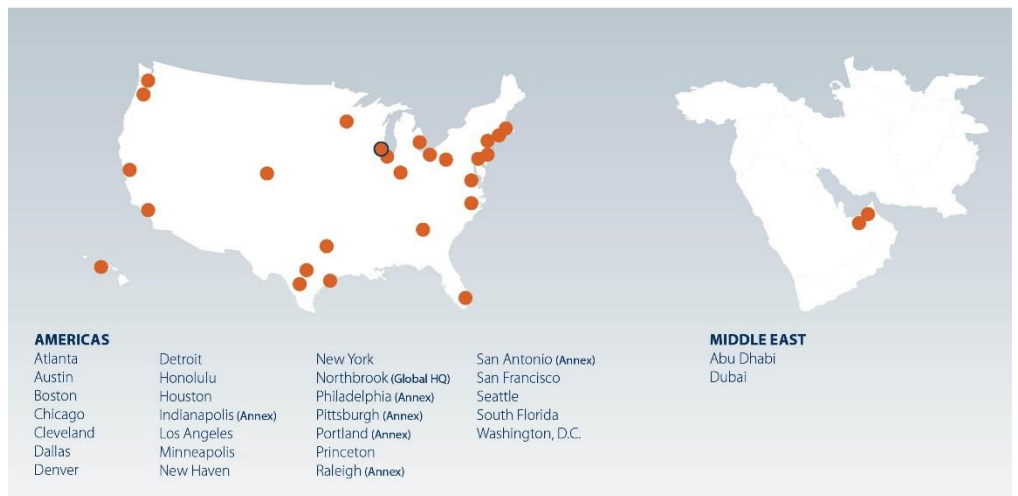 AMERICAS
Atlanta
Austin
Boston
Chicago
Cleveland
Dallas
Denver
Detroit
Honolulu
Houston
Indianapolis (Annex)
Los Angeles
Minneapolis
New Haven
New York
Northbrook (Global HQ)
Philadelphia (Annex)
Pittsburgh (Annex)
Portland (Annex)
Princeton
Raleigh (Annex)
San Antonio (Annex)
San Francisco
Seattle
South Florida
Washington, D.C.
MIDDLE EAST
Abu Dhabi
Dubai